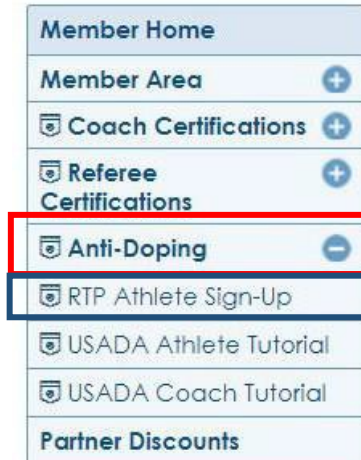 Member Home
Member Area
Coach Certifications
Referee
Certifications
Anti-Doping
RTP Athlete Sign-Up
USADA Athlete Tutorial
USADA Coach Tutorial
Partner Discounts